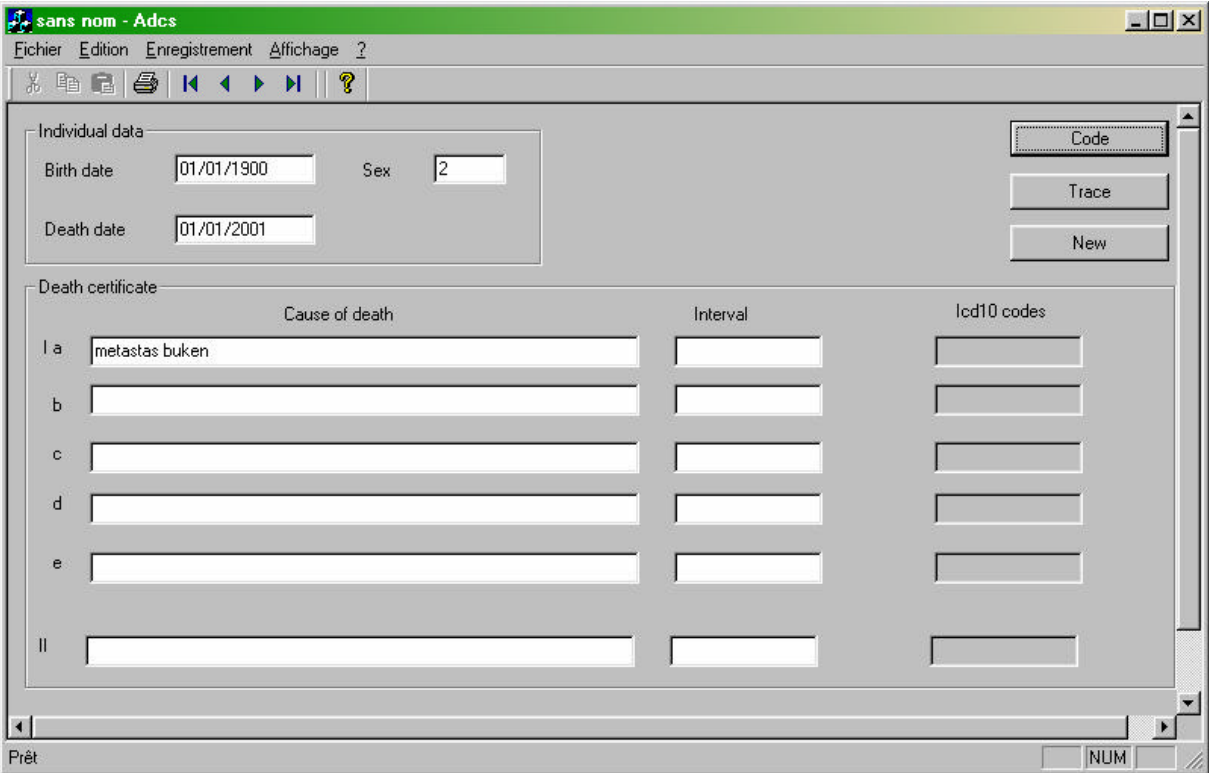 sans nom - Adcs
Fichier Edition Enregistrement Affichage ?
Individual data
Birth date 01/01/1900 Sex 2
Death date 01/01/2001
Code
Trace
New
Death certificate
Cause of death Interval Icd10 codes
I a metastas buken
b
c
d
e
II
Prêt NUM